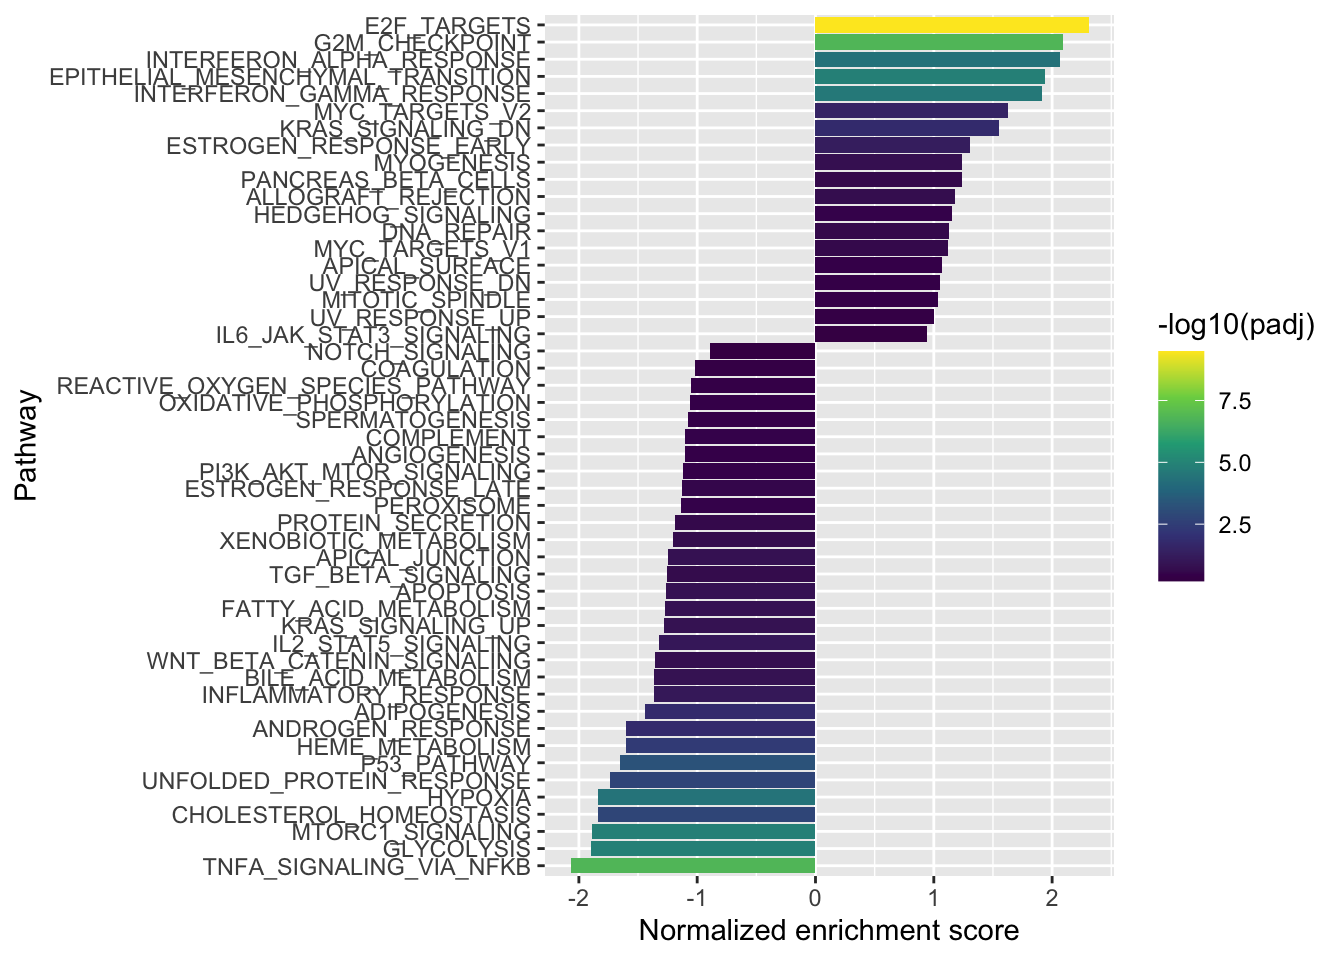 E2F_TARGETS
G2M_CHECKPOINT
INTERFERON_ALPHA_RESPONSE
EPITHELIAL_MESENCHYMAL_TRANSITION
INTERFERON_GAMMA_RESPONSE
MYC_TARGETS_V2
KRAS_SIGNALING_DN
ESTROGEN_RESPONSE_EARLY
MYOGENESIS
PANCREAS_BETA_CELLS
ALLOGRAFT_REJECTION
HEDGEHOG_SIGNALING
DNA_REPAIR
MYC_TARGETS_V1
APICAL_SURFACE
UV_RESPONSE_DN
MITOTIC_SPINDLE
UV_RESPONSE_UP
IL6_JAK_STAT3_SIGNALING
NOTCH_SIGNALING
COAGULATION
REACTIVE_OXYGEN_SPECIES_PATHWAY
OXIDATIVE_PHOSPHORYLATION
SPERMATOGENESIS
COMPLEMENT
ANGIOGENESIS
PI3K_AKT_MTOR_SIGNALING
ESTROGEN_RESPONSE_LATE
PEROXISOME
PROTEIN_SECRETION
XENOBIOTIC_METABOLISM
APICAL_JUNCTION
TGF_BETA_SIGNALING
APOPTOSIS
FATTY_ACID_METABOLISM
KRAS_SIGNALING_UP
IL2_STAT5_SIGNALING
WNT_BETA_CATENIN_SIGNALING
BILE_ACID_METABOLISM
INFLAMMATORY_RESPONSE
ADIPOGENESIS
ANDROGEN_RESPONSE
HEME_METABOLISM
P53_PATHWAY
UNFOLDED_PROTEIN_RESPONSE
HYPOXIA
CHOLESTEROL_HOMEOSTASIS
MTORC1_SIGNALING
GLYCOLYSIS
TNFA_SIGNALING_VIA_NFKB
Pathway
-2 -1 0 1 2
Normalized enrichment score
-log10(padj)
7.5
5.0
2.5